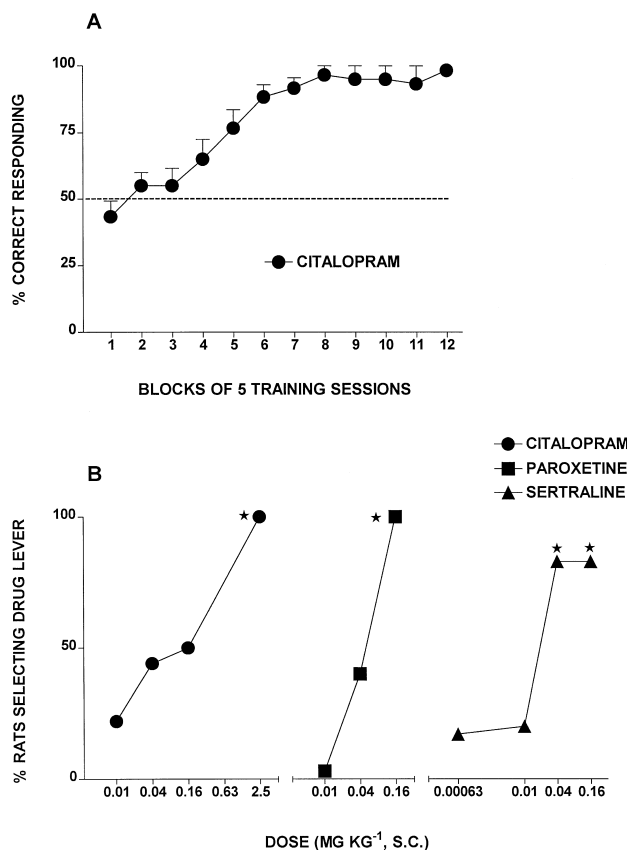 A
% CORRECT RESPONDING
100
75
50
25
0
CITALOPRAM
1 2 3 4 5 6 7 8 9 10 11 12
BLOCKS OF 5 TRAINING SESSIONS
CITALOPRAM
PAROXETINE
SERTRALINE
B
% RATS SELECTING DRUG LEVER
100
50
0
0.01 0.04 0.16 0.63 2.5
0.01 0.04 0.16
0.00063 0.01 0.04 0.16
DOSE (MG KG⁻¹, S.C.)